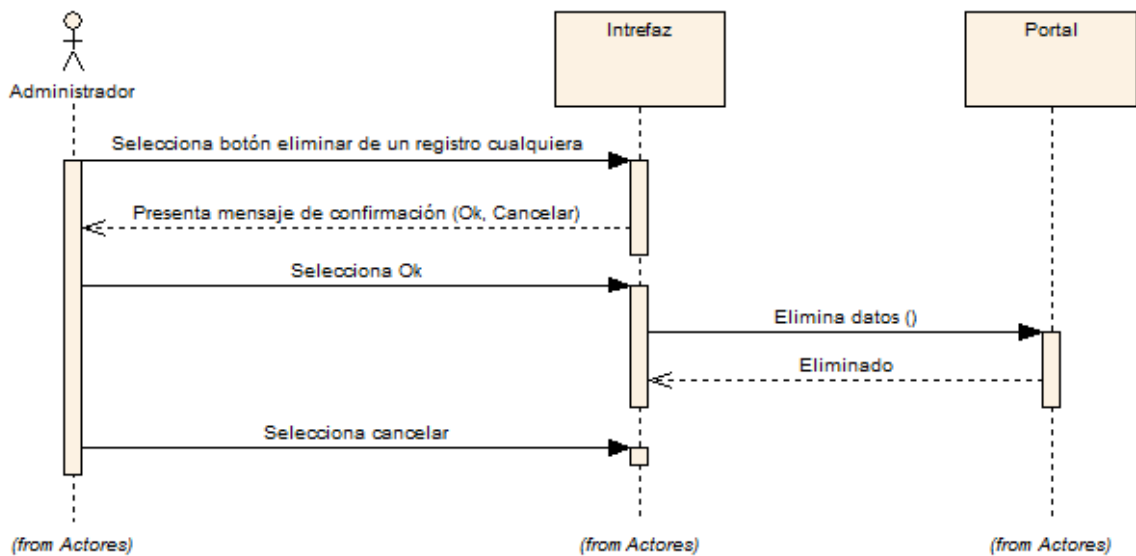 Intrefaz
Portal
Administrador
Selecciona botón eliminar de un registro cualquiera
Presenta mensaje de confirmación (Ok, Cancelar)
Selecciona Ok
Elimina datos ()
Eliminado
Selecciona cancelar
(from Actores)
(from Actores)
(from Actores)